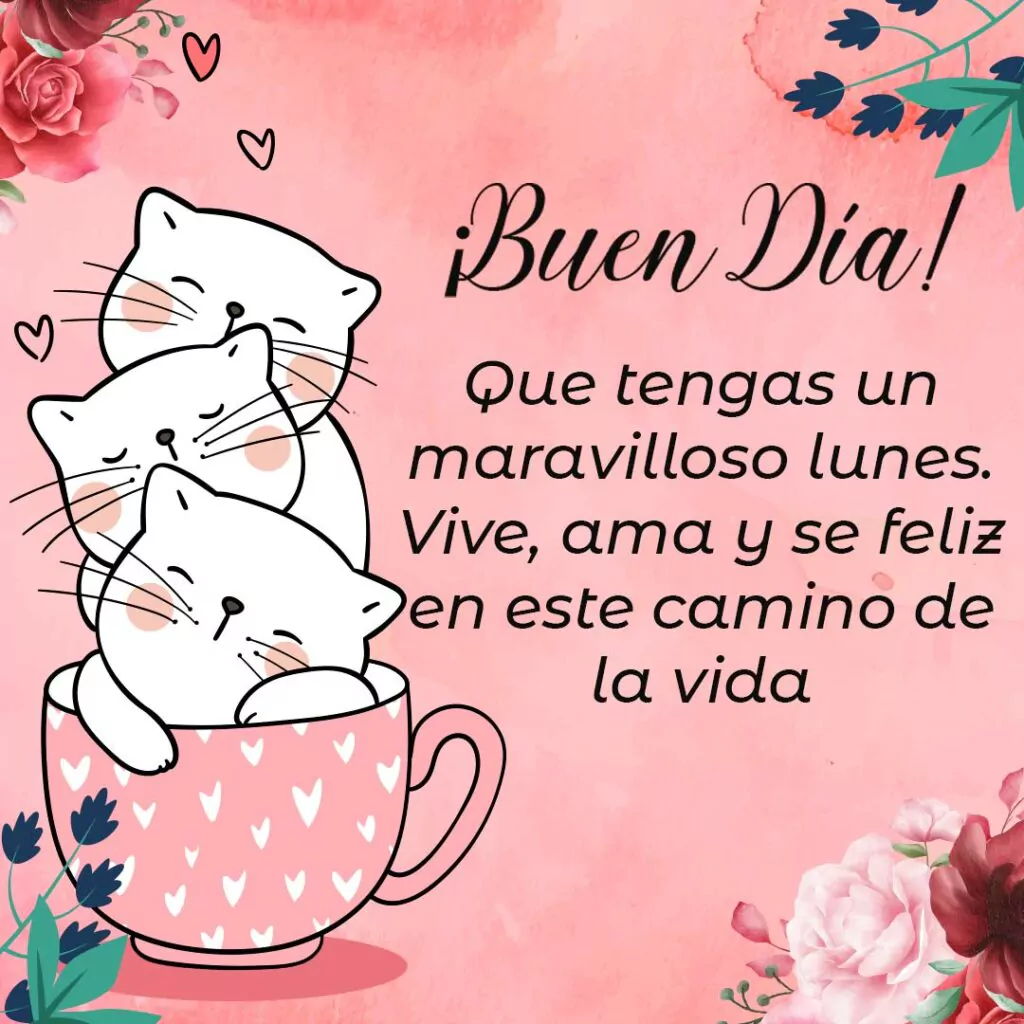 ¡Buen Día!
Que tengas un
maravilloso lunes.
Vive, ama y se feliz
en este camino de
la vida